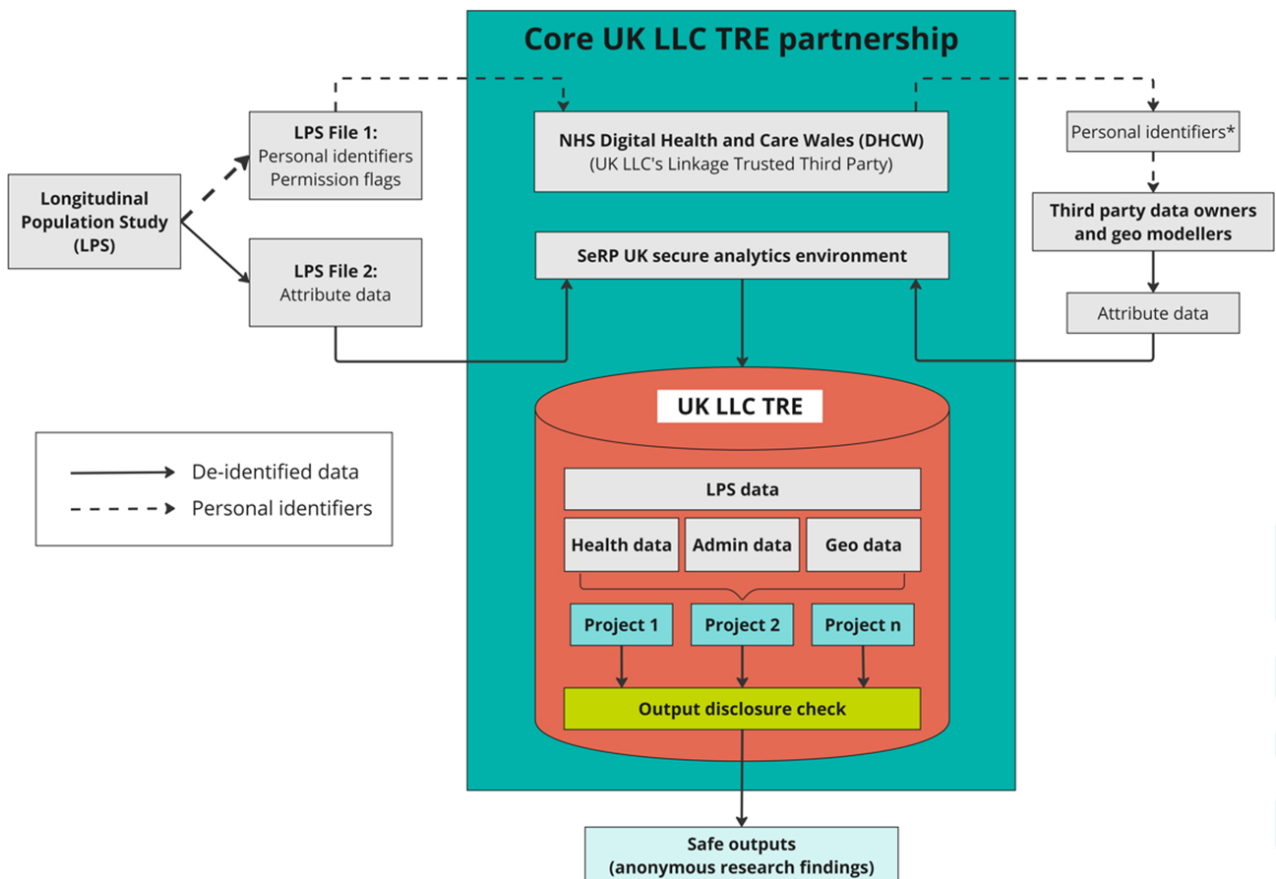 Core UK LLC TRE partnership
LPS File 1:
Personal identifiers
Permission flags
NHS Digital Health and Care Wales (DHCW)
(UK LLC's Linkage Trusted Third Party)
Personal identifiers*
Longitudinal
Population Study
(LPS)
Third party data owners
and geo modellers
LPS File 2:
Attribute data
SeRP UK secure analytics environment
Attribute data
UK LLC TRE
De-identified data
Personal identifiers
LPS data
Health data
Admin data
Geo data
Project 1
Project 2
Project n
Output disclosure check
Safe outputs
(anonymous research findings)